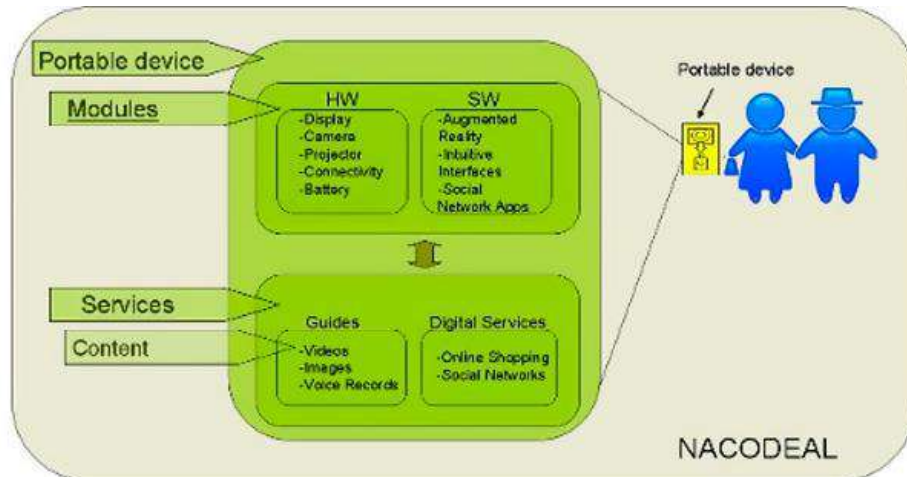 Portable device
Modules
HW
-Display
-Camera
-Projector
-Connectivity
-Battery
SW
-Augmented
Reality
-Intuitive
Interfaces
-Social
Network Apps
Portable device
Services
Content
Guides
-Videos
-Images
-Voice Records
Digital Services
-Online Shopping
-Social Networks
NACODEAL